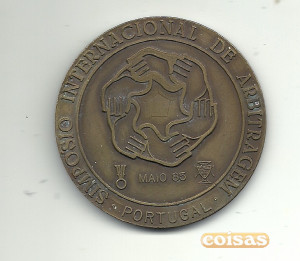 SIMPOSIO INTERNACIONAL DE ARBITRAGEM
MAIO 83
· PORTUGAL ·
coisas